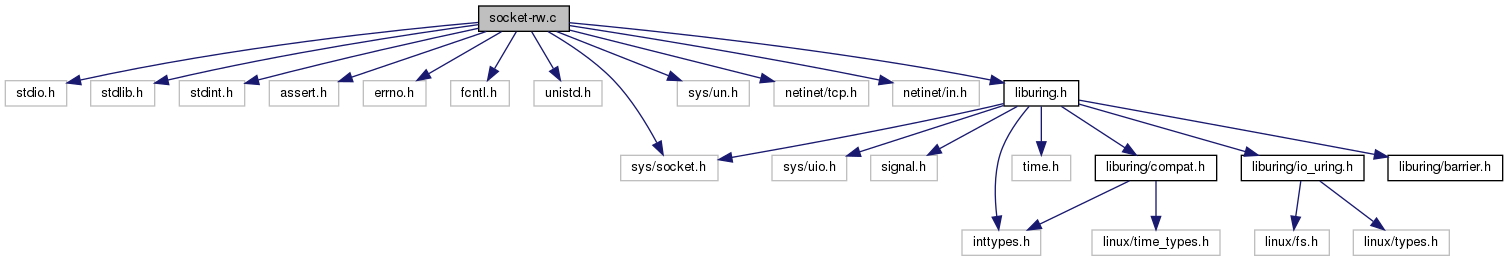 socket-rw.c
stdio.h
stdlib.h
stdint.h
assert.h
errno.h
fcntl.h
unistd.h
sys/un.h
netinet/tcp.h
netinet/in.h
liburing.h
sys/socket.h
sys/uio.h
signal.h
time.h
liburing/compat.h
liburing/io_uring.h
liburing/barrier.h
inttypes.h
linux/time_types.h
linux/fs.h
linux/types.h